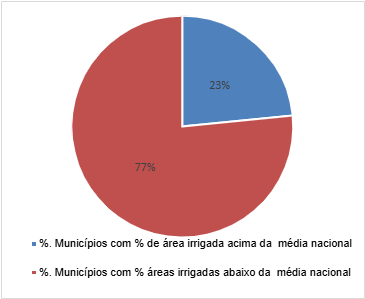 23%
77%
%. Municípios com % de área irrigada acima da média nacional
%. Municípios com % áreas irrigadas abaixo da média nacional